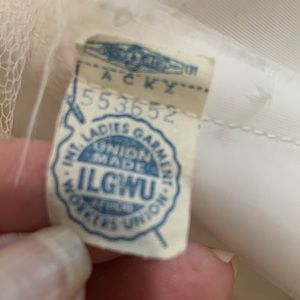 ACKY
553652
INT. LADIES GARMENT
UNION
MADE
ILGWU
WORKERS UNION